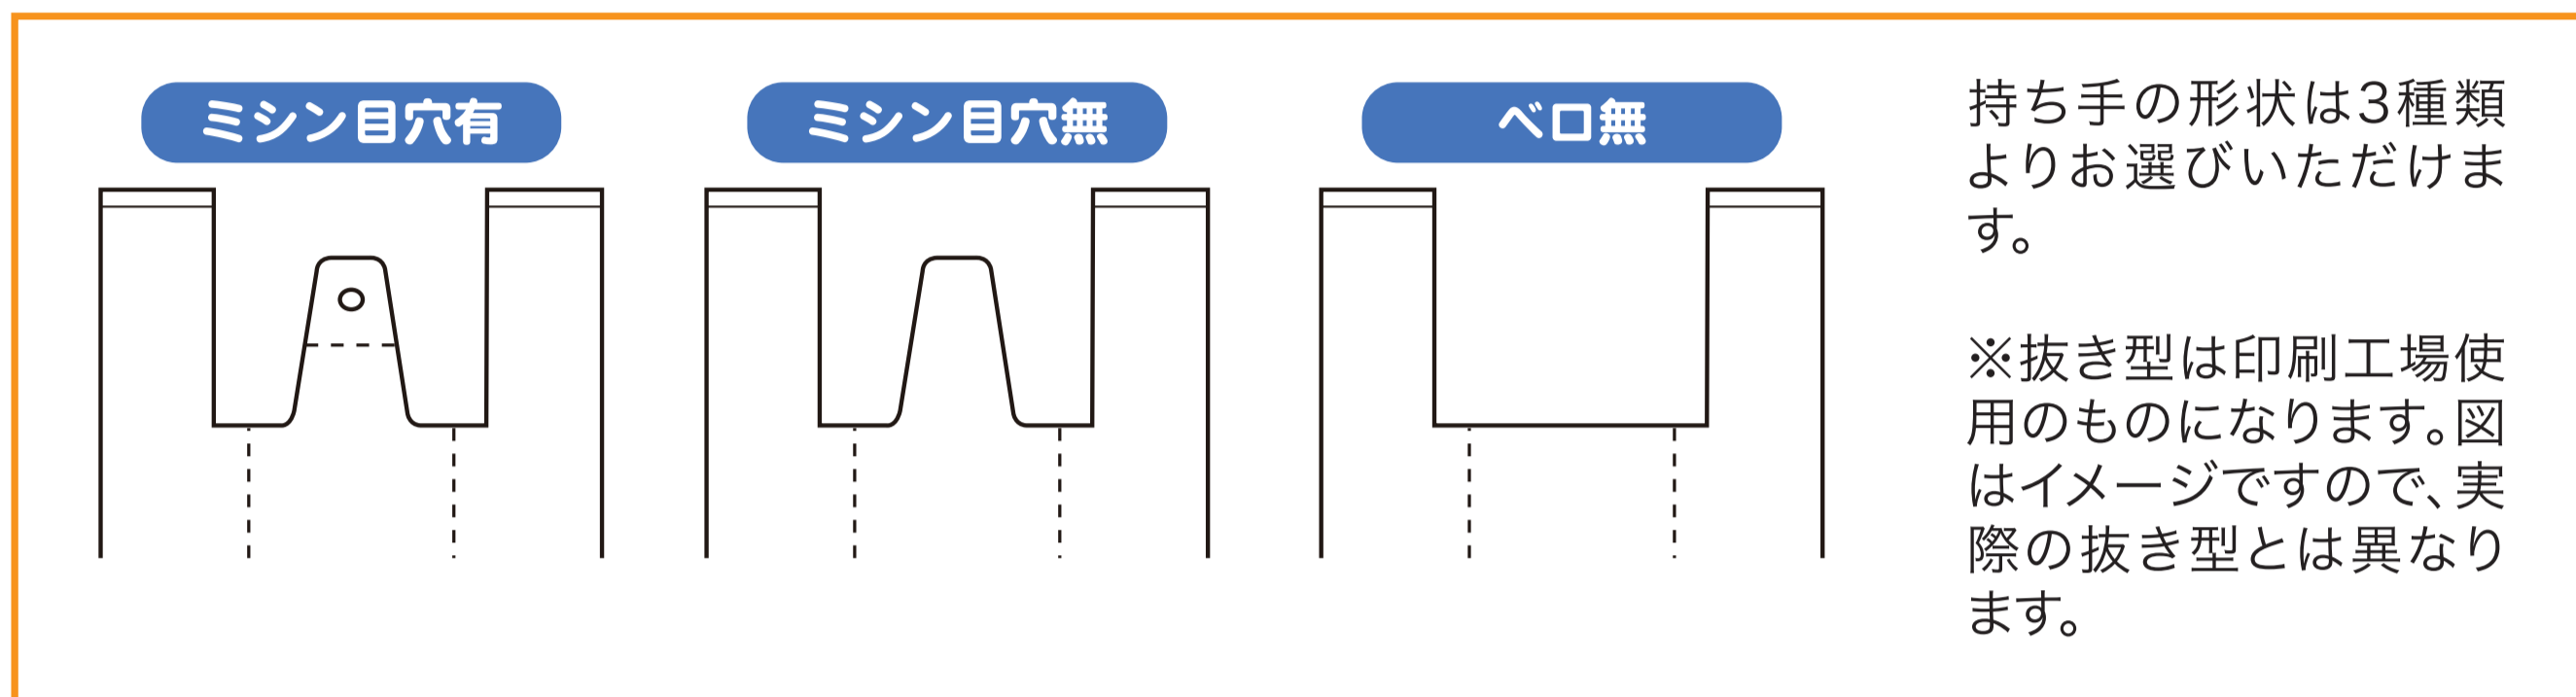 ミシン目穴有
ミシン目穴無
ベロ無
持ち手の形状は3種類
よりお選びいただけま
す。
※抜き型は印刷工場使
用のものになります。図
はイメージですので、実
際の抜き型とは異なり
ます。